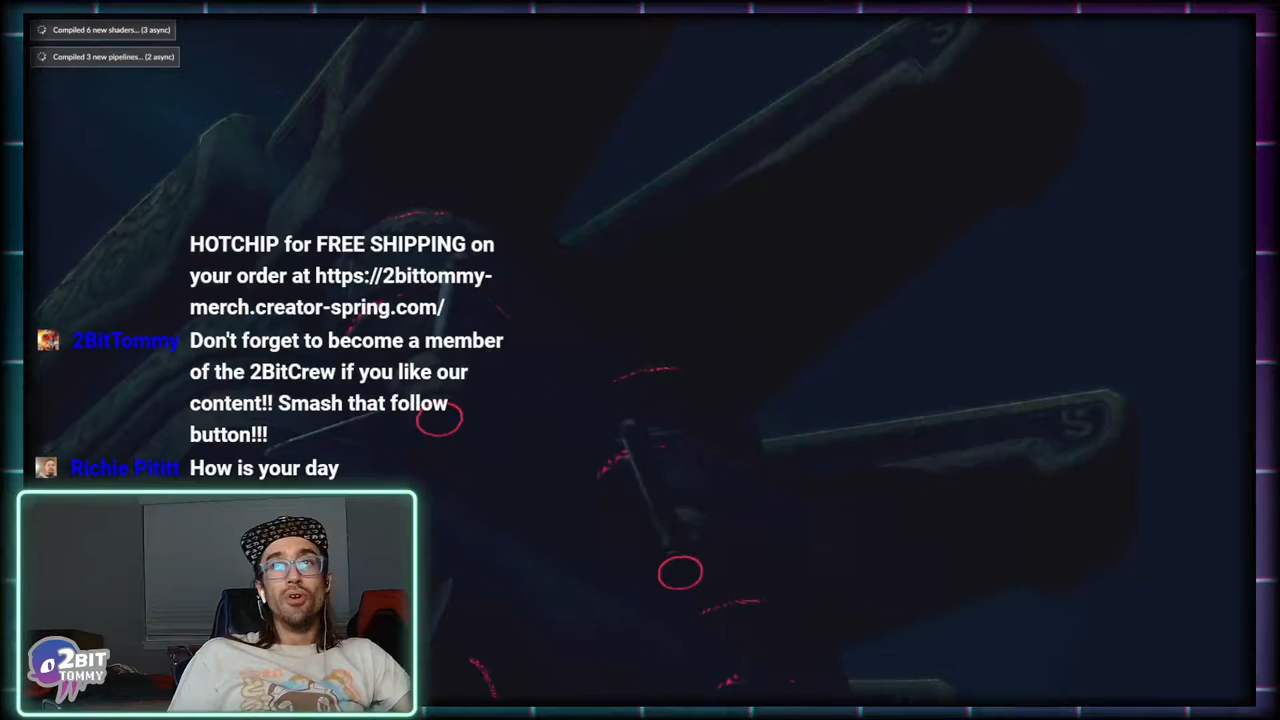 Compiled 6 new shaders... (3 async)
Compiled 3 new pipelines... (2 async)
HOTCHIP for FREE SHIPPING on
your order at https://2bittommy-
merch.creator-spring.com/
2BitTommy Don't forget to become a member
of the 2BitCrew if you like our
content!! Smash that follow
button!!!
Richie Pititt How is your day
2BIT
TOMMY